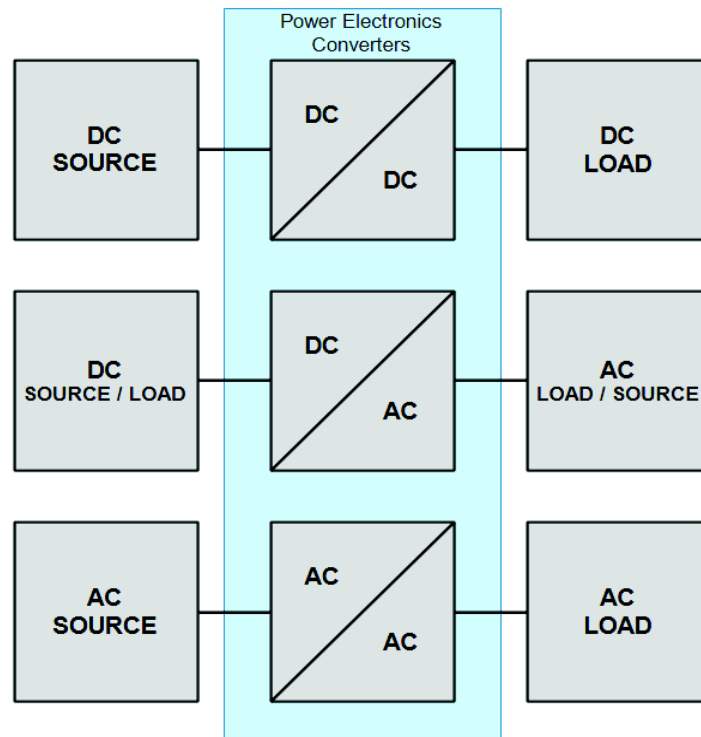 Power Electronics
Converters
DC
SOURCE
DC
DC
DC
LOAD
DC
SOURCE / LOAD
DC
AC
AC
LOAD / SOURCE
AC
SOURCE
AC
AC
AC
LOAD